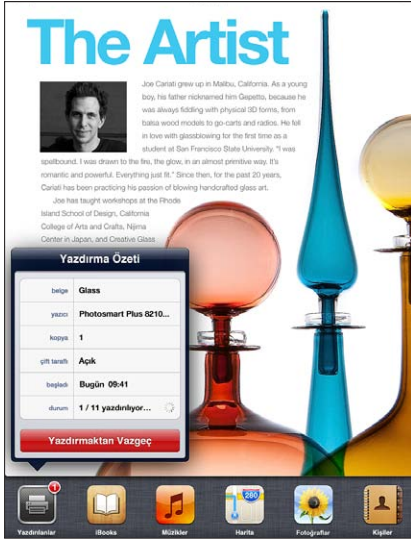 The Artist
Joe Cariati grew up in Malibu, California. As a young
boy, his father nicknamed him Gepetto, because he
was always fiddling with physical 3D forms, from
balsa wood models to go-carts and radios. He fell
in love with glassblowing for the first time as a
student at San Francisco State University. "I was
spellbound. I was drawn to the fire, the glow, in an almost primitive way. It's
romantic and powerful. Everything just fit." Since then, for the past 20 years,
Cariati has been practicing his passion of blowing handcrafted glass art.
Joe has taught workshops at the Rhode
Island School of Design, California
College of Arts and Crafts, Nijima
Center in Japan, and Creative Glass
Yazdırma Özeti
belge Glass
yazıcı Photosmart Plus 8210...
kopya 1
çift taraflı Açık
başladı Bugün 09:41
durum 1 / 11 yazdırılıyor...
Yazdırmaktan Vazgeç
1
280
Yazdırılanlar iBooks Müzikler Harita Fotoğraflar Kişiler